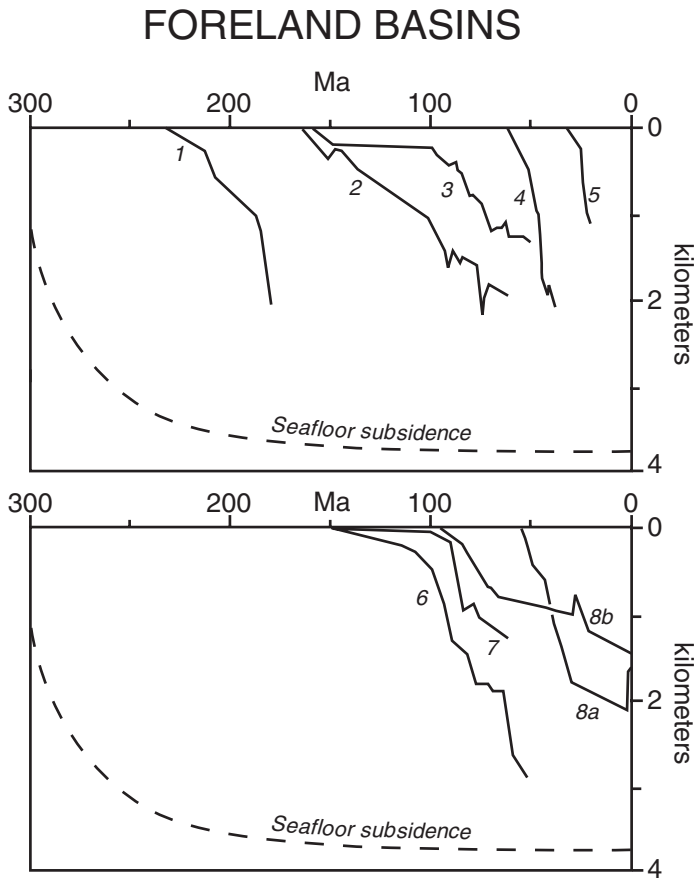 FORELAND BASINS
Ma
300 200 100 0
0
1
2
3
4
5
kilometers
2
Seafloor subsidence
4
300 200 Ma 100 0
0
6
7
8b
8a
kilometers
2
Seafloor subsidence
4